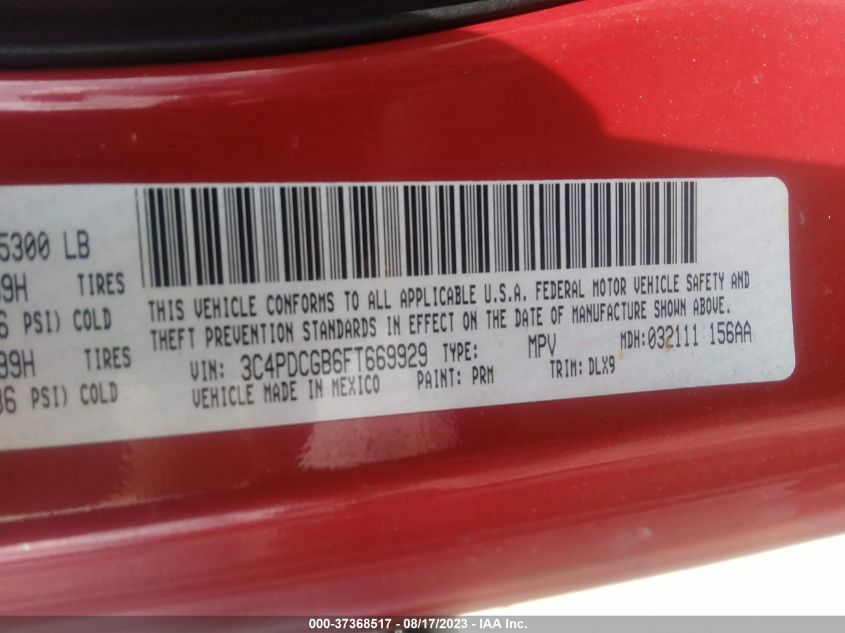 5300 LB
99H TIRES
6 PSI) COLD
99H TIRES
36 PSI) COLD
THIS VEHICLE CONFORMS TO ALL APPLICABLE U.S.A. FEDERAL MOTOR VEHICLE SAFETY AND
THEFT PREVENTION STANDARDS IN EFFECT ON THE DATE OF MANUFACTURE SHOWN ABOVE.
VIN: 3C4PDCGB6FT669929 TYPE: MPV MDH:032111 156AA
VEHICLE MADE IN MEXICO PAINT: PRM TRIM: DLX9
000-37368517 - 08/17/2023 - IAA Inc.